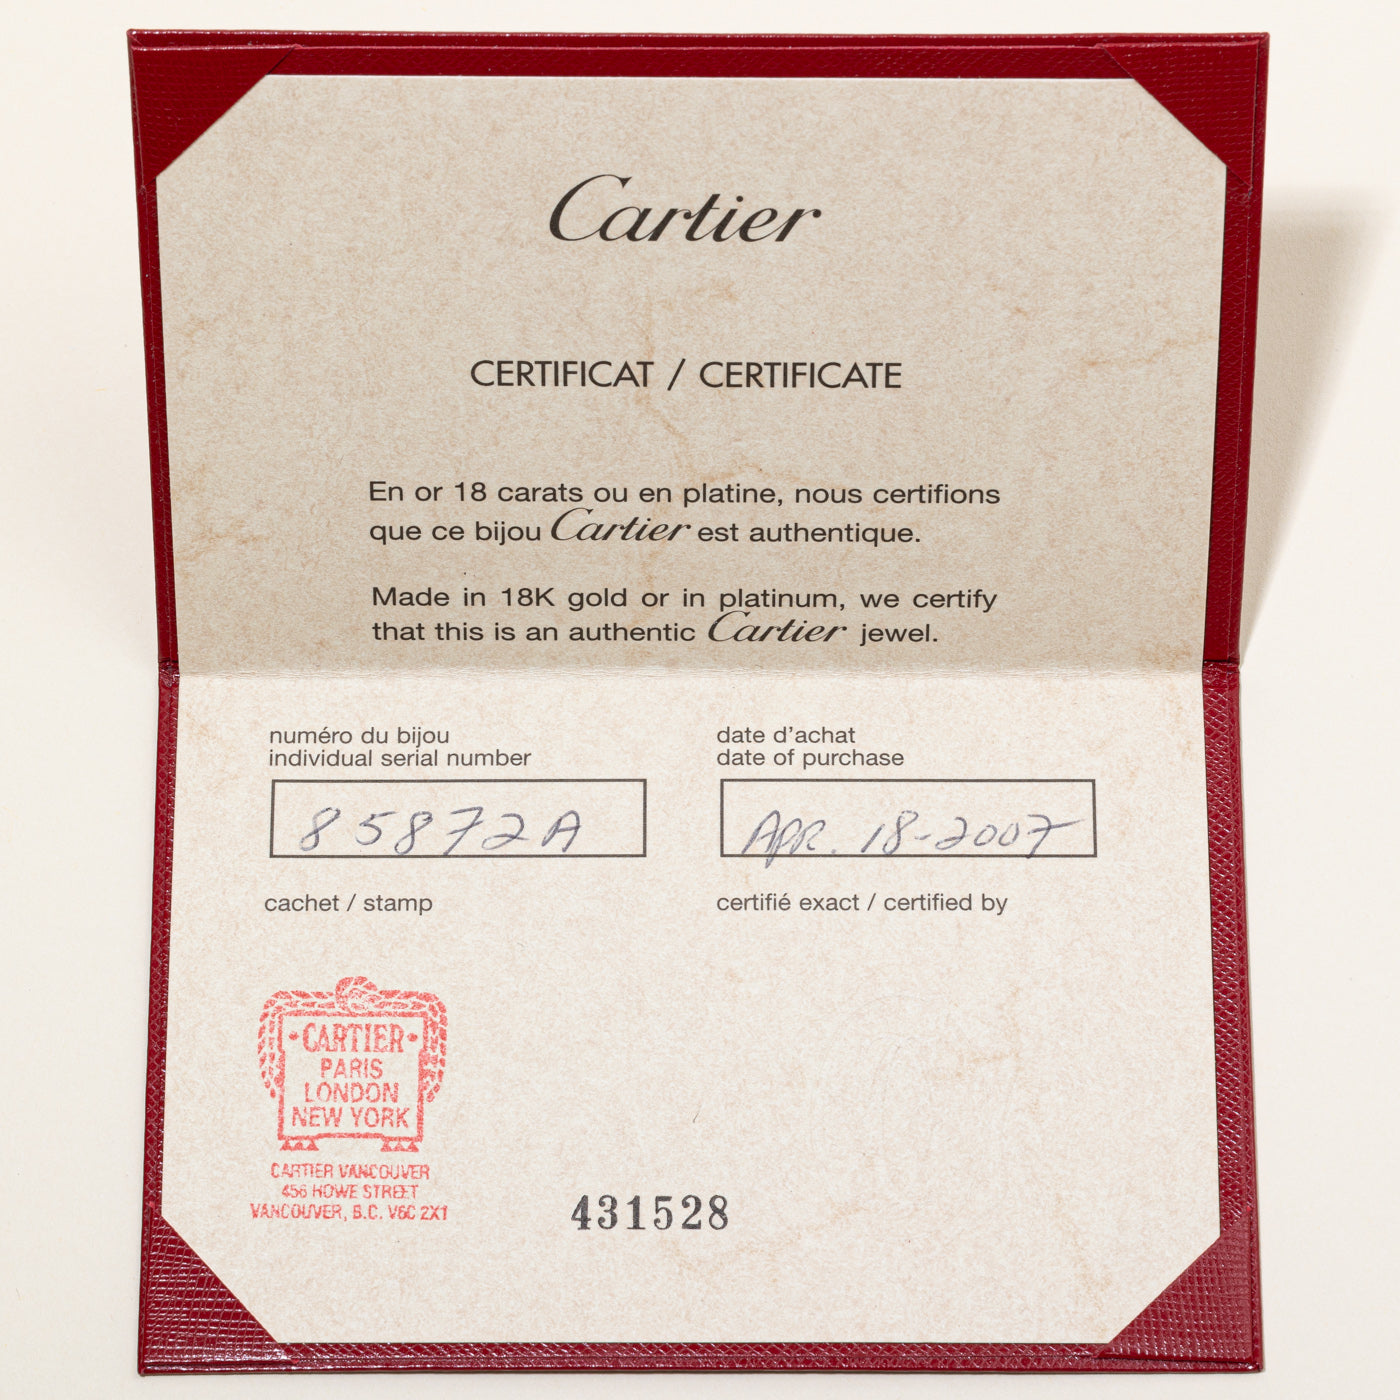 Cartier
CERTIFICAT / CERTIFICATE
En or 18 carats ou en platine, nous certifions
que ce bijou Cartier est authentique.
Made in 18K gold or in platinum, we certify
that this is an authentic Cartier jewel.
numéro du bijou
individual serial number
85872A
date d'achat
date of purchase
APR. 18-2007
cachet / stamp
certifié exact / certified by
·CARTIER·
PARIS
LONDON
NEW YORK
CARTIER VANCOUVER
456 HOWE STREET
VANCOUVER, B.C. V6C 2X1
431528